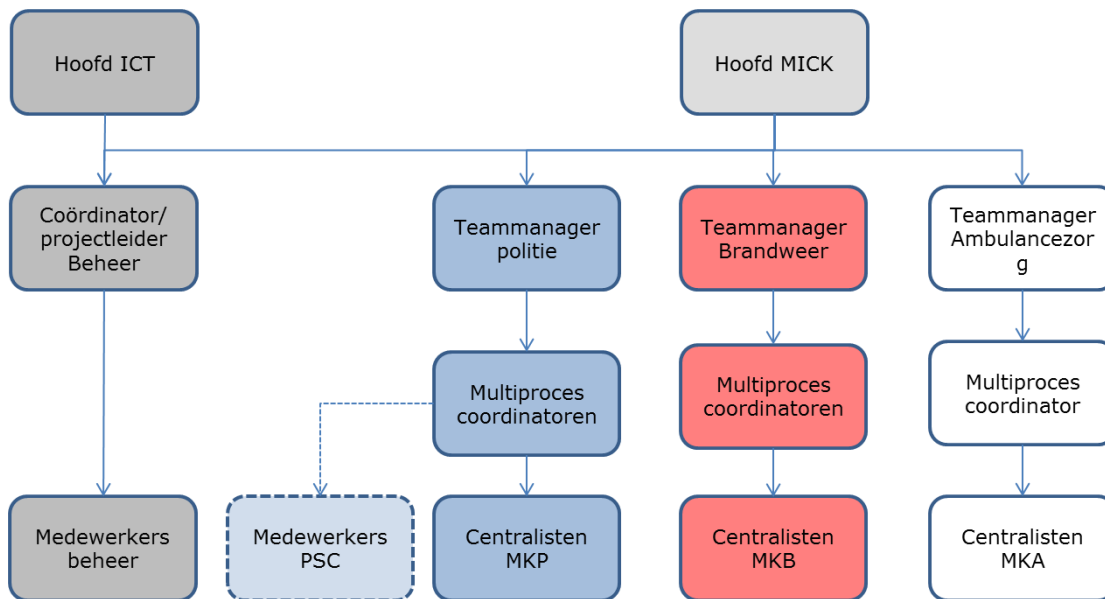 Hoofd ICT
Hoofd MICK
Coördinator/
projectleider
Beheer
Teammanager
politie
Teammanager
Brandweer
Teammanager
Ambulancezor
g
Multiproces
coordinatoren
Multiproces
coordinatoren
Multiproces
coordinator
Medewerkers
beheer
Medewerkers
PSC
Centralisten
MKP
Centralisten
MKB
Centralisten
MKA